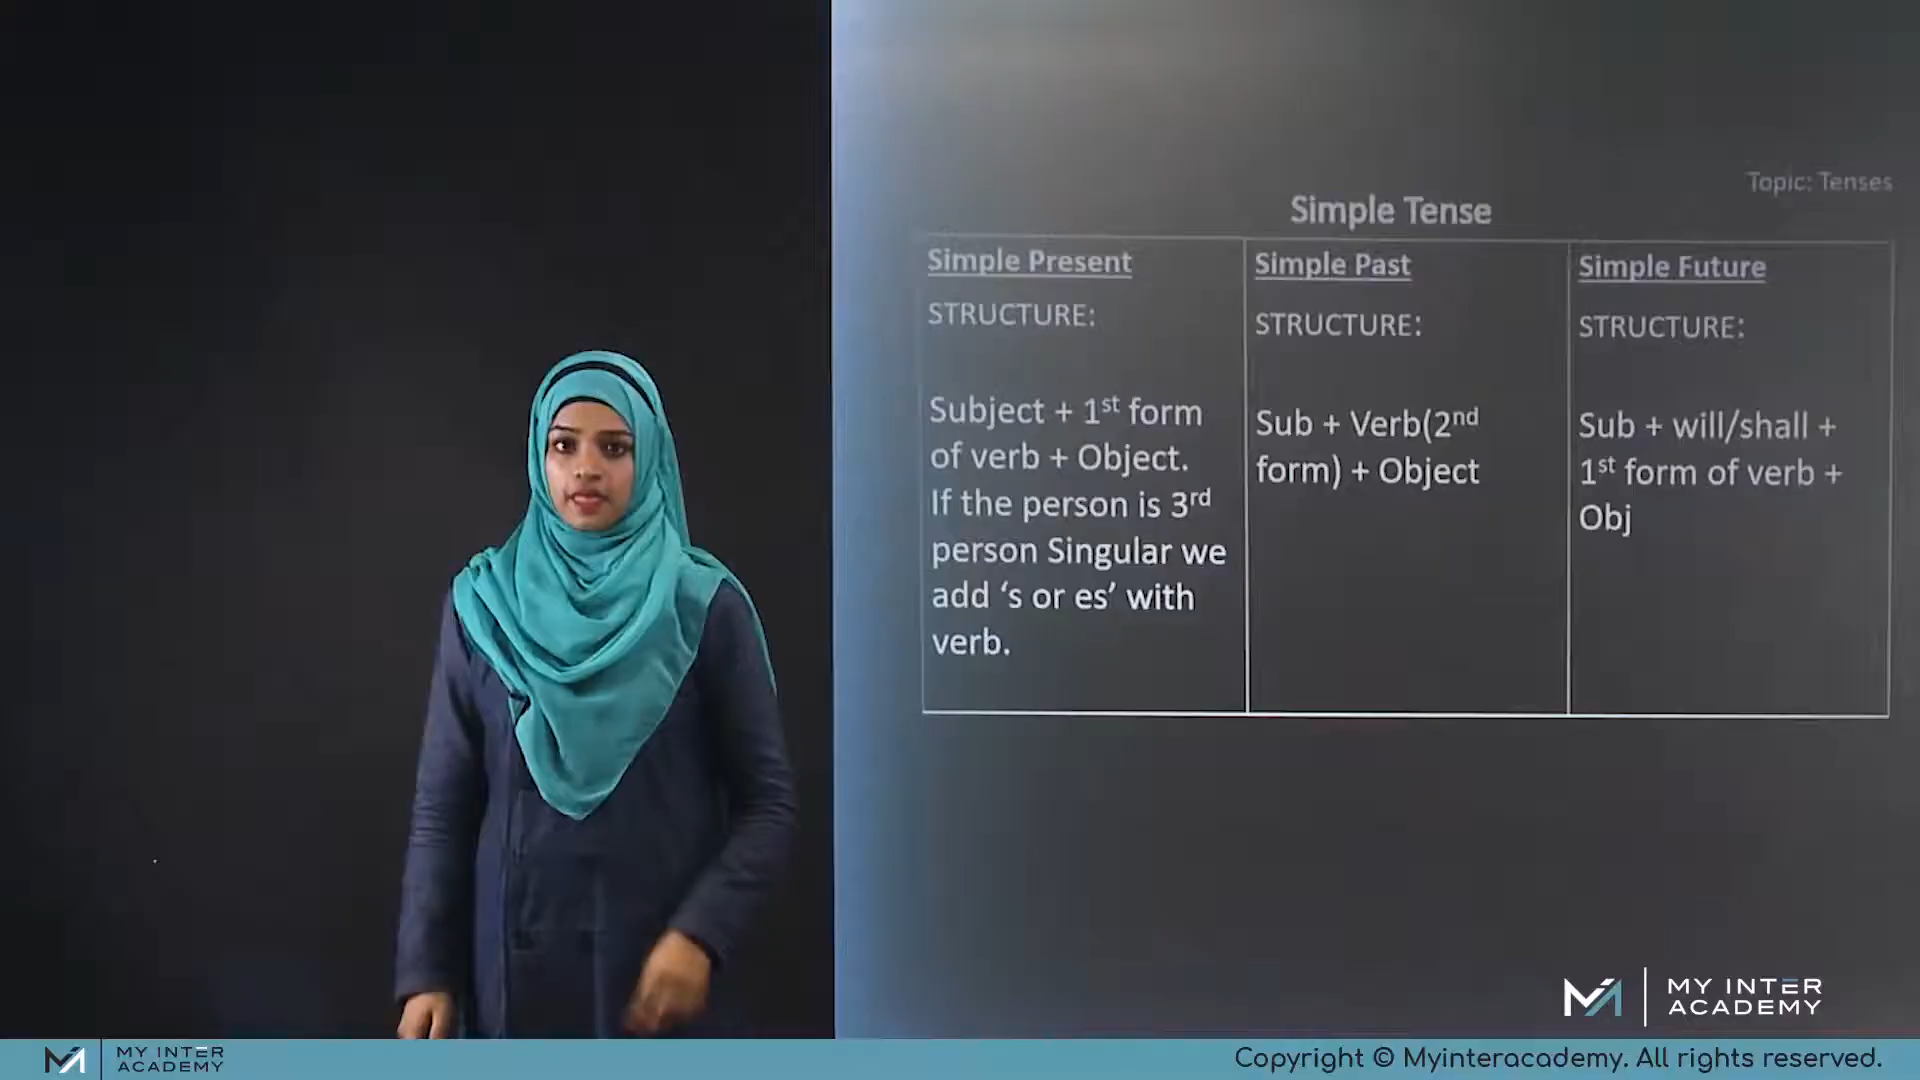 Topic: Tenses
Simple Tense
Simple Present
STRUCTURE:
Subject + 1st form
of verb + Object.
If the person is 3rd
person Singular we
add ‘s or es’ with
verb.
Simple Past
STRUCTURE:
Sub + Verb(2nd
form) + Object
Simple Future
STRUCTURE:
Sub + will/shall +
1st form of verb +
Obj
MY INTER
ACADEMY
MY INTER
ACADEMY
Copyright © Myinteracademy. All rights reserved.